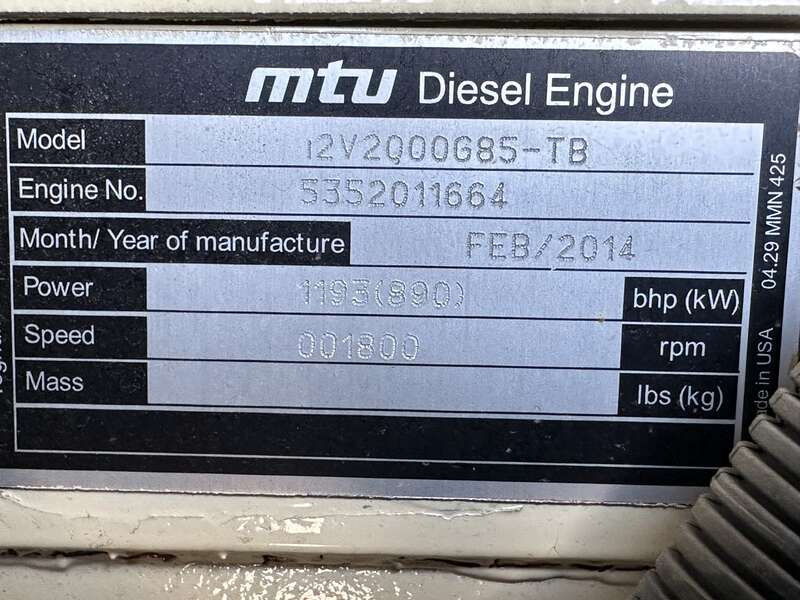 mtu Diesel Engine
Model 12V2000G85-TB
Engine No. 5352011664
Month/ Year of manufacture FEB/2014
Power 1193(890) bhp (kW)
Speed 001800 rpm
Mass lbs (kg)
in USA 04.29 MMN 425